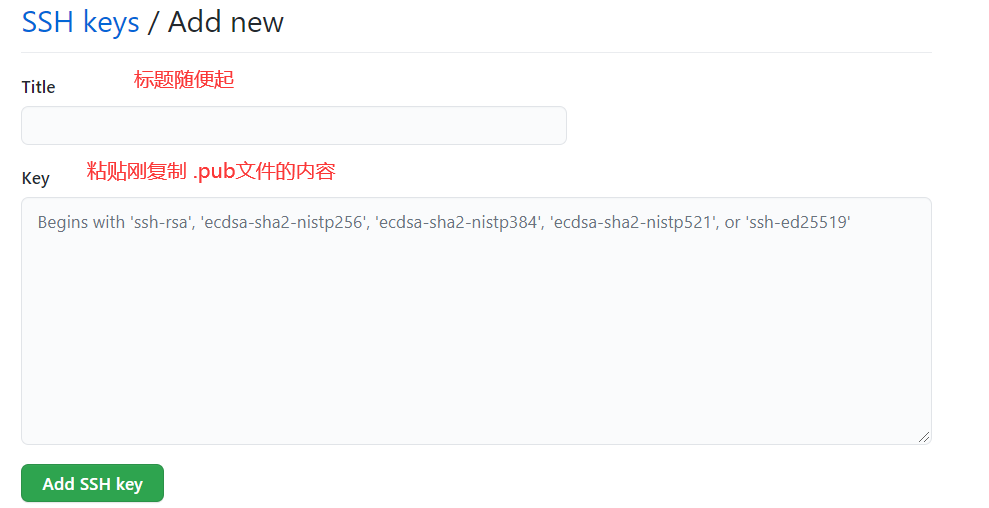 SSH keys / Add new
Title
标题随便起
Key
粘贴刚复制 .pub文件的内容
Begins with 'ssh-rsa', 'ecdsa-sha2-nistp256', 'ecdsa-sha2-nistp384', 'ecdsa-sha2-nistp521', or 'ssh-ed25519'
Add SSH key